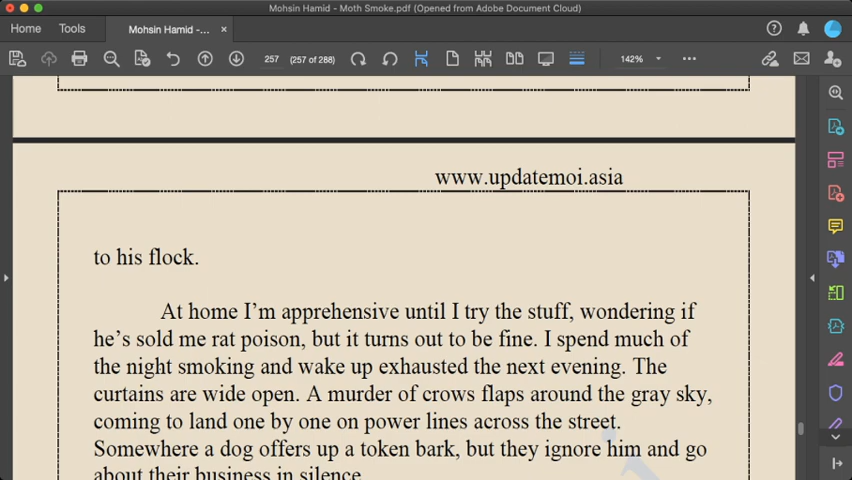 Mohsin Hamid - Moth Smoke.pdf (Opened from Adobe Document Cloud)
Home Tools Mohsin Hamid - Moth... ×
257 (257 of 288) 142%
www.updatemoi.asia
to his flock.
At home I’m apprehensive until I try the stuff, wondering if
he’s sold me rat poison, but it turns out to be fine. I spend much of
the night smoking and wake up exhausted the next evening. The
curtains are wide open. A murder of crows flaps around the gray sky,
coming to land one by one on power lines across the street.
Somewhere a dog offers up a token bark, but they ignore him and go
about their business in silence.